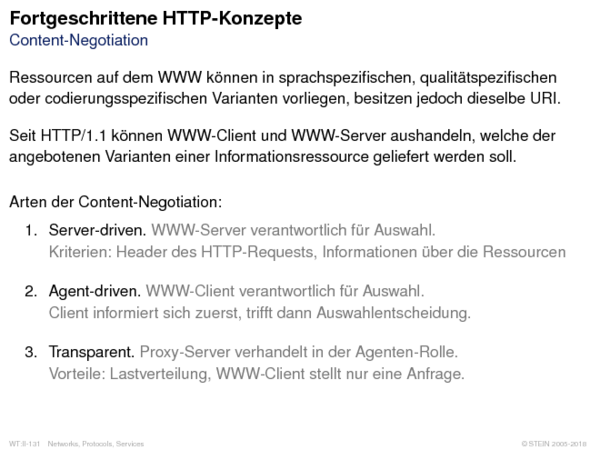 Fortgeschrittene HTTP-Konzepte
Content-Negotiation
Ressourcen auf dem WWW können in sprachspezifischen, qualitätspezifischen
oder codierungsspezifischen Varianten vorliegen, besitzen jedoch dieselbe URI.
Seit HTTP/1.1 können WWW-Client und WWW-Server aushandeln, welche der
angebotenen Varianten einer Informationsressource geliefert werden soll.
Arten der Content-Negotiation:
1. Server-driven. WWW-Server verantwortlich für Auswahl.
Kriterien: Header des HTTP-Requests, Informationen über die Ressourcen
2. Agent-driven. WWW-Client verantwortlich für Auswahl.
Client informiert sich zuerst, trifft dann Auswahlentscheidung.
3. Transparent. Proxy-Server verhandelt in der Agenten-Rolle.
Vorteile: Lastverteilung, WWW-Client stellt nur eine Anfrage.
WT:II-131 Networks, Protocols, Services © STEIN 2005-2018